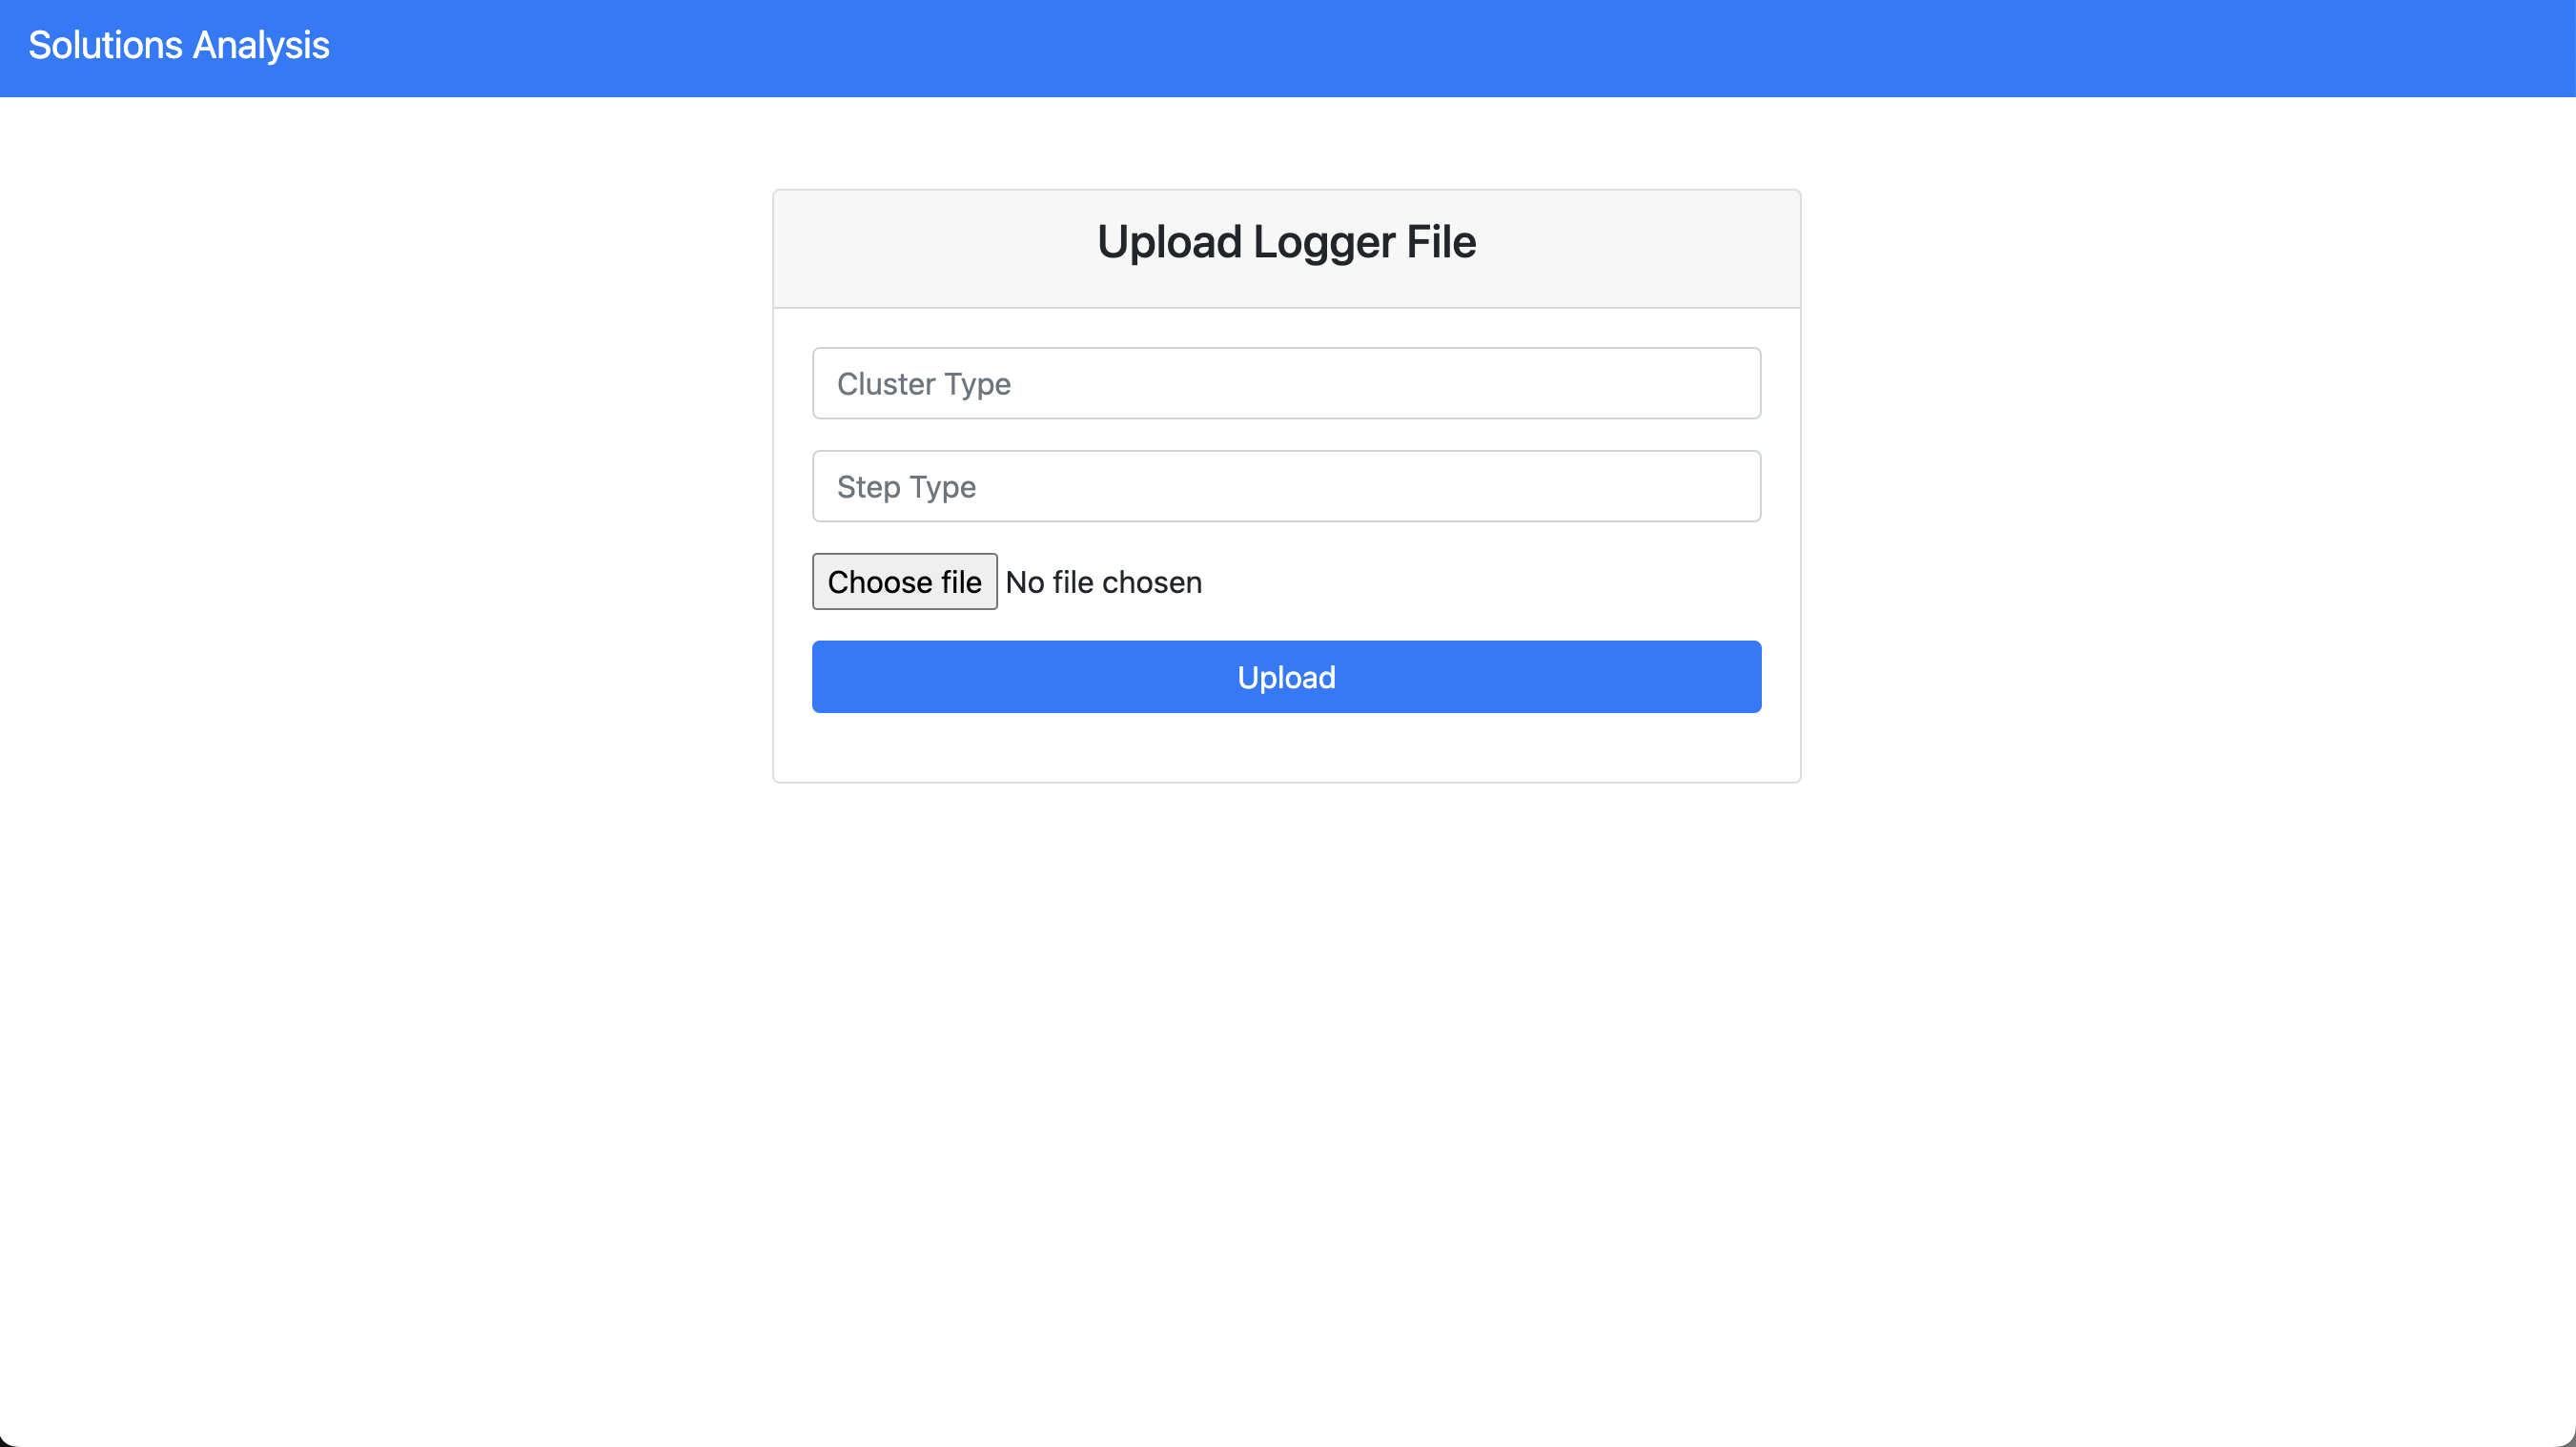 Solutions Analysis
Upload Logger File
Cluster Type
Step Type
Choose file No file chosen
Upload